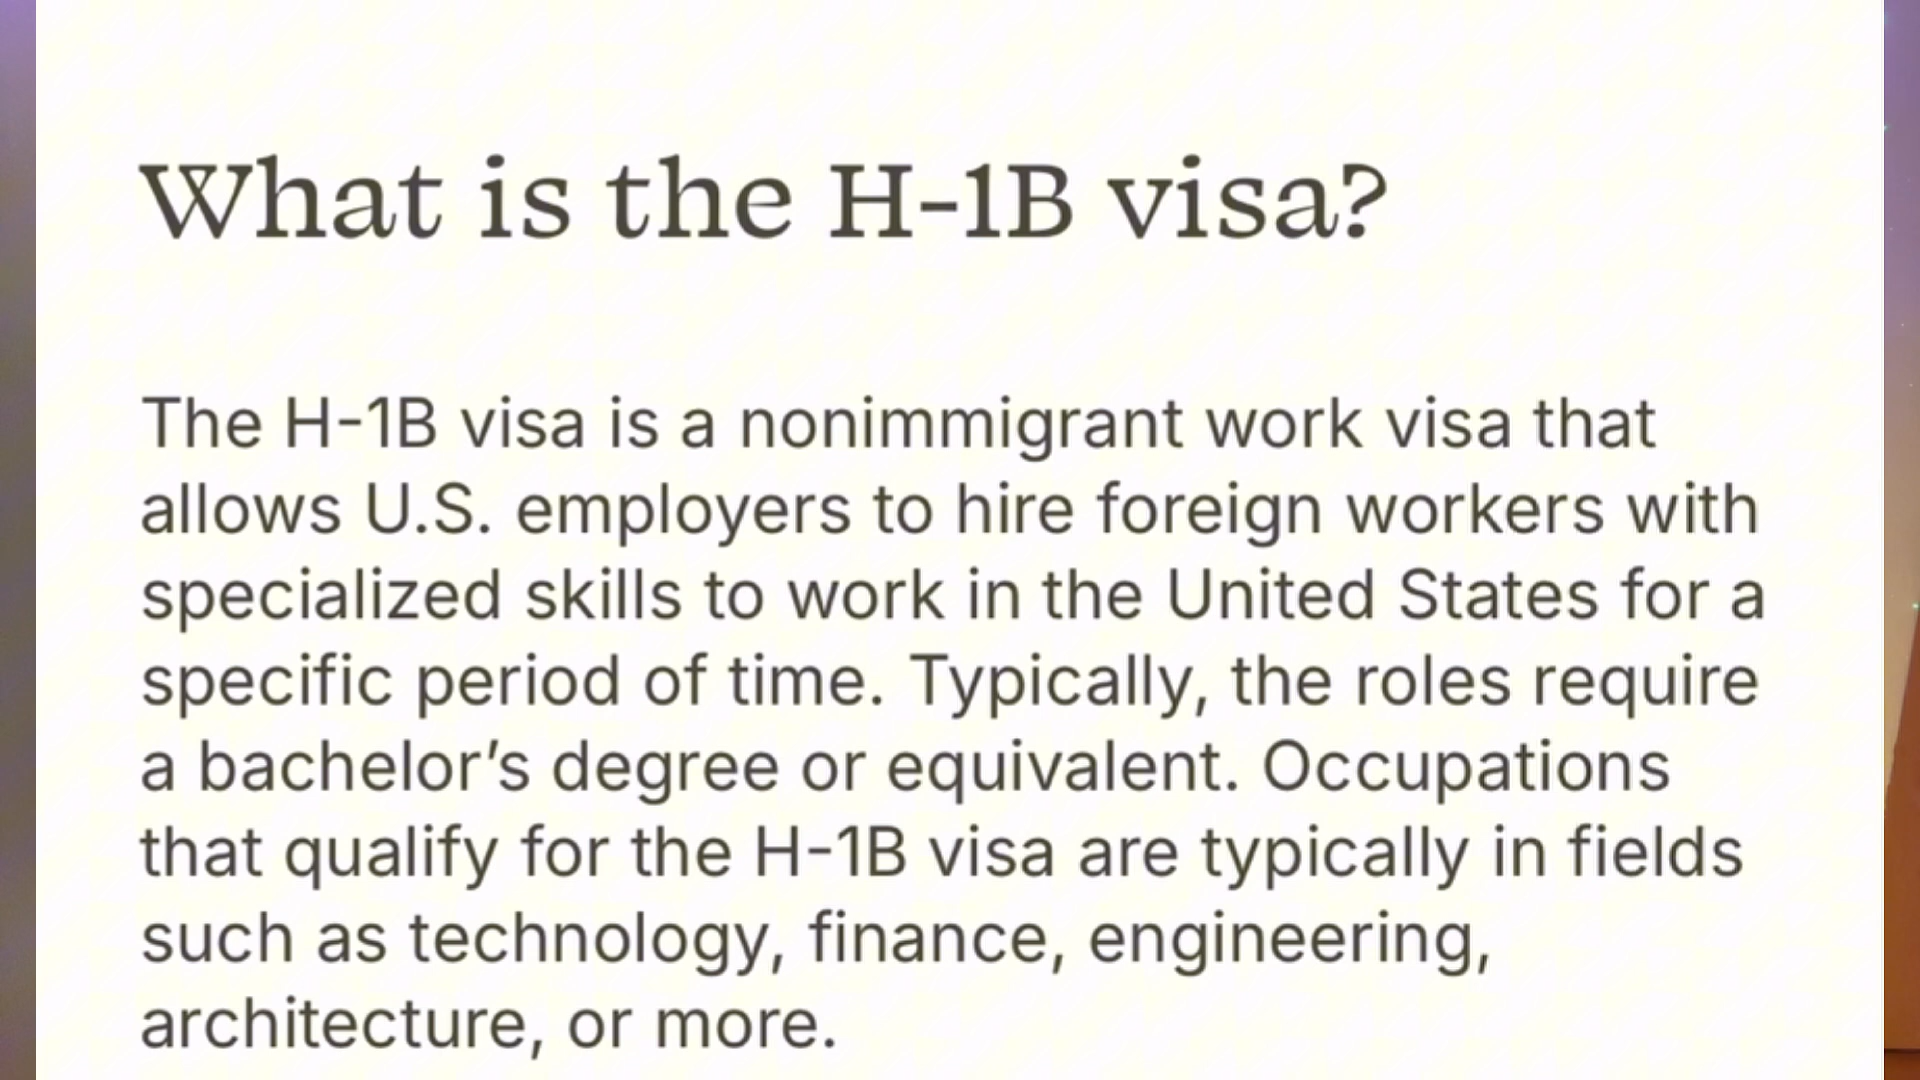 What is the H-1B visa?
The H-1B visa is a nonimmigrant work visa that
allows U.S. employers to hire foreign workers with
specialized skills to work in the United States for a
specific period of time. Typically, the roles require
a bachelor’s degree or equivalent. Occupations
that qualify for the H-1B visa are typically in fields
such as technology, finance, engineering,
architecture, or more.